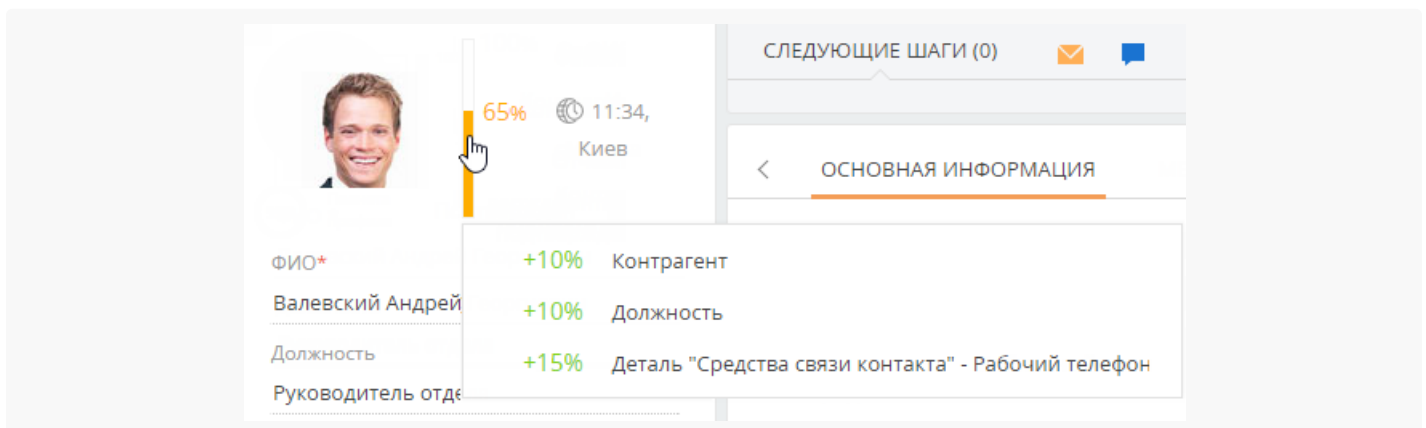 СЛЕДУЮЩИЕ ШАГИ (0)
65% 11:34,
Киев
ОСНОВНАЯ ИНФОРМАЦИЯ
ФИО*
Валевский Андрей
Должность
Руководитель отде
+10% Контрагент
+10% Должность
+15% Деталь "Средства связи контакта" - Рабочий телефон